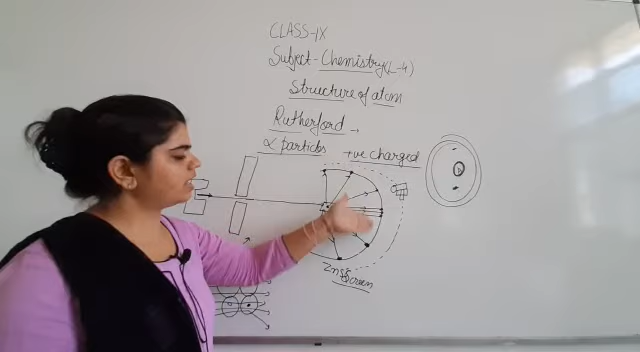 CLASS-IX
Subject-Chemistry(L-4)
Structure of atom
Rutherford →
α particles +ve charged
ZnS Screen